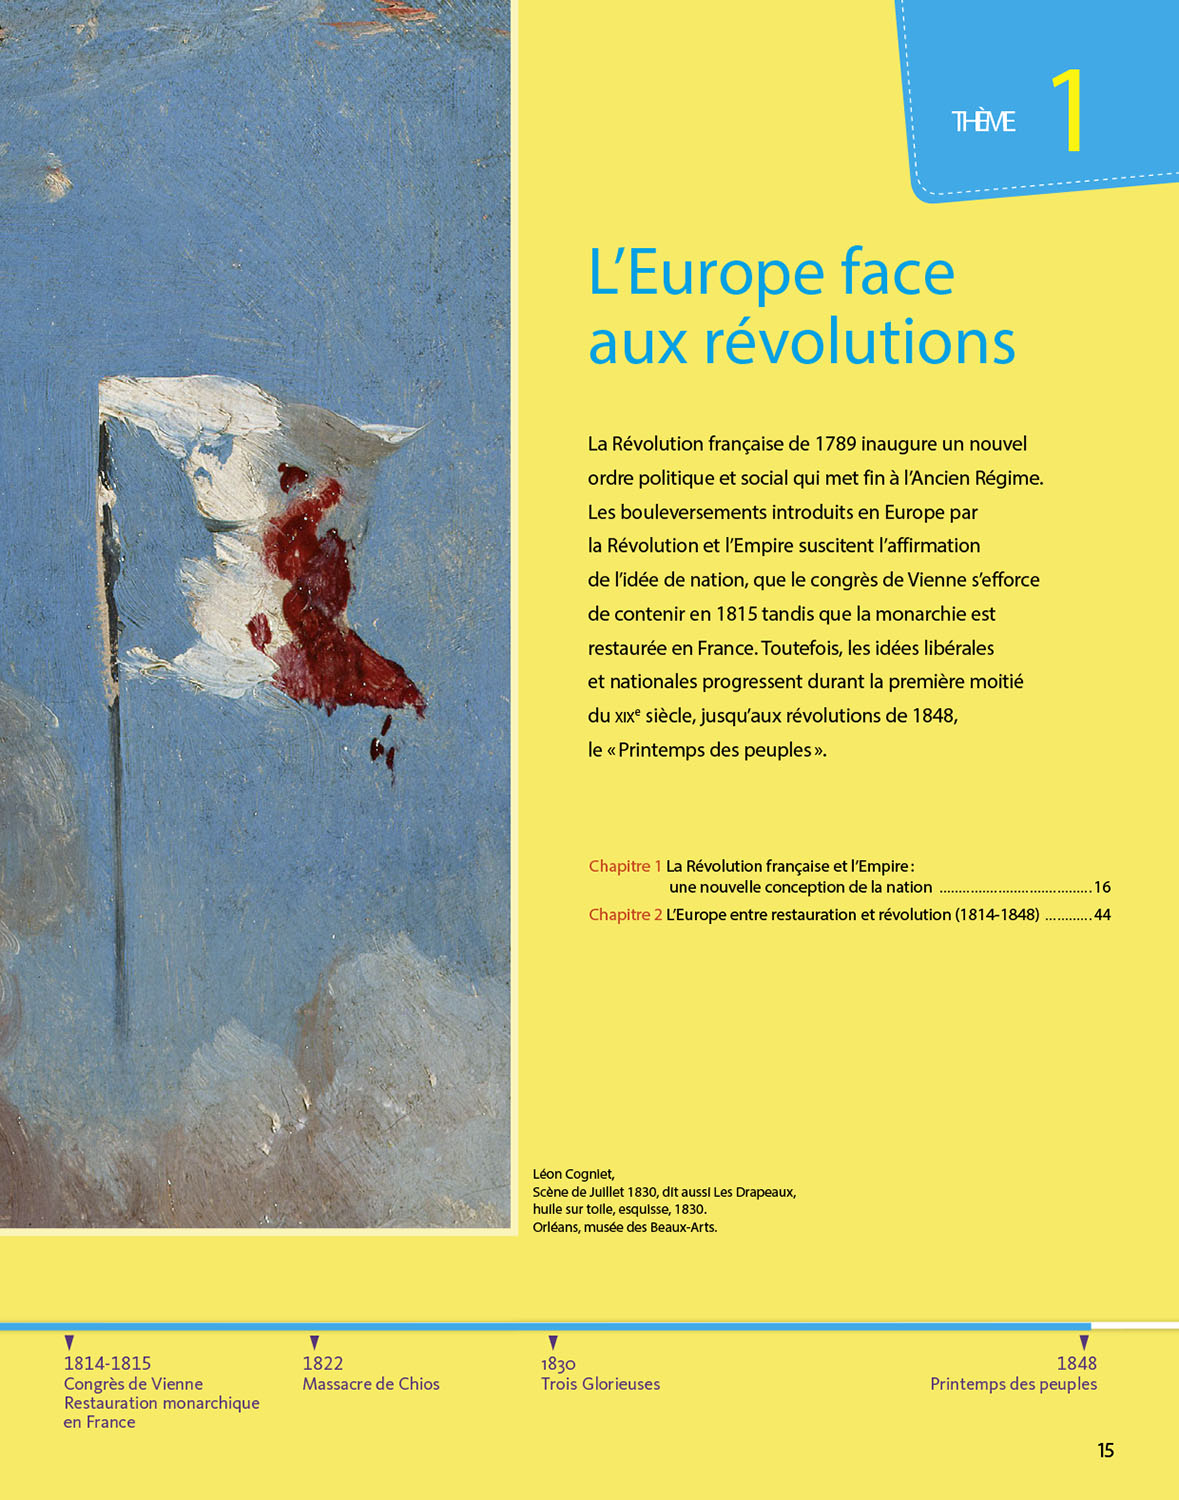 THÈME 1
L’Europe face
aux révolutions
La Révolution française de 1789 inaugure un nouvel
ordre politique et social qui met fin à l’Ancien Régime.
Les bouleversements introduits en Europe par
la Révolution et l’Empire suscitent l’affirmation
de l’idée de nation, que le congrès de Vienne s’efforce
de contenir en 1815 tandis que la monarchie est
restaurée en France. Toutefois, les idées libérales
et nationales progressent durant la première moitié
du XIXe siècle, jusqu’aux révolutions de 1848,
le « Printemps des peuples ».
Chapitre 1 La Révolution française et l’Empire :
une nouvelle conception de la nation ....................................... 16
Chapitre 2 L’Europe entre restauration et révolution (1814-1848) ............ 44
Léon Cogniet,
Scène de Juillet 1830, dit aussi Les Drapeaux,
huile sur toile, esquisse, 1830.
Orléans, musée des Beaux-Arts.
1814-1815
Congrès de Vienne
Restauration monarchique
en France
1822
Massacre de Chios
1830
Trois Glorieuses
1848
Printemps des peuples
15